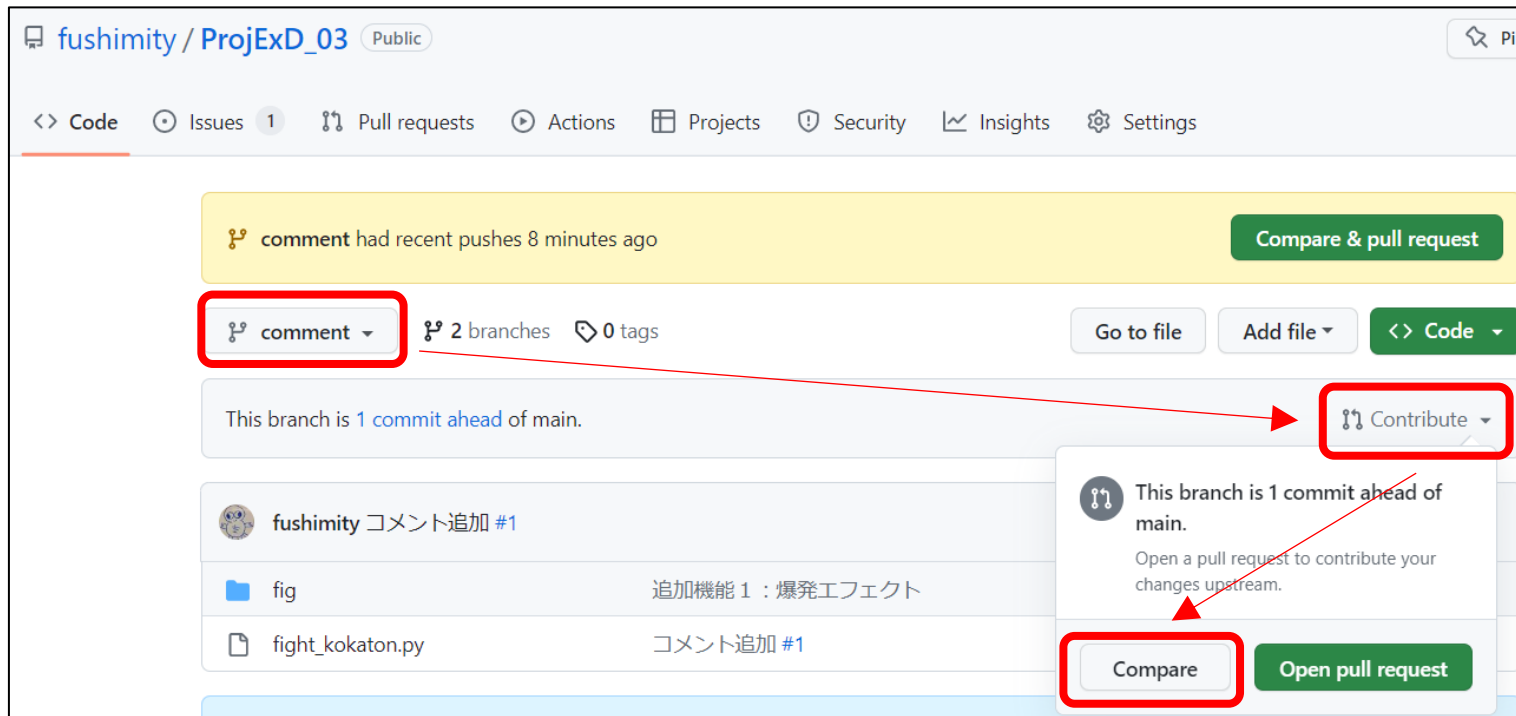 fushimity / ProjExD_03 Public
Pi
Code Issues 1 Pull requests Actions Projects Security Insights Settings
comment had recent pushes 8 minutes ago Compare & pull request
comment 2 branches 0 tags Go to file Add file Code
This branch is 1 commit ahead of main. Contribute
This branch is 1 commit ahead of
main.
Open a pull request to contribute your
changes upstream.
fushimity コメント追加 #1
fig 追加機能１：爆発エフェクト
fight_kokaton.py コメント追加 #1
Compare Open pull request